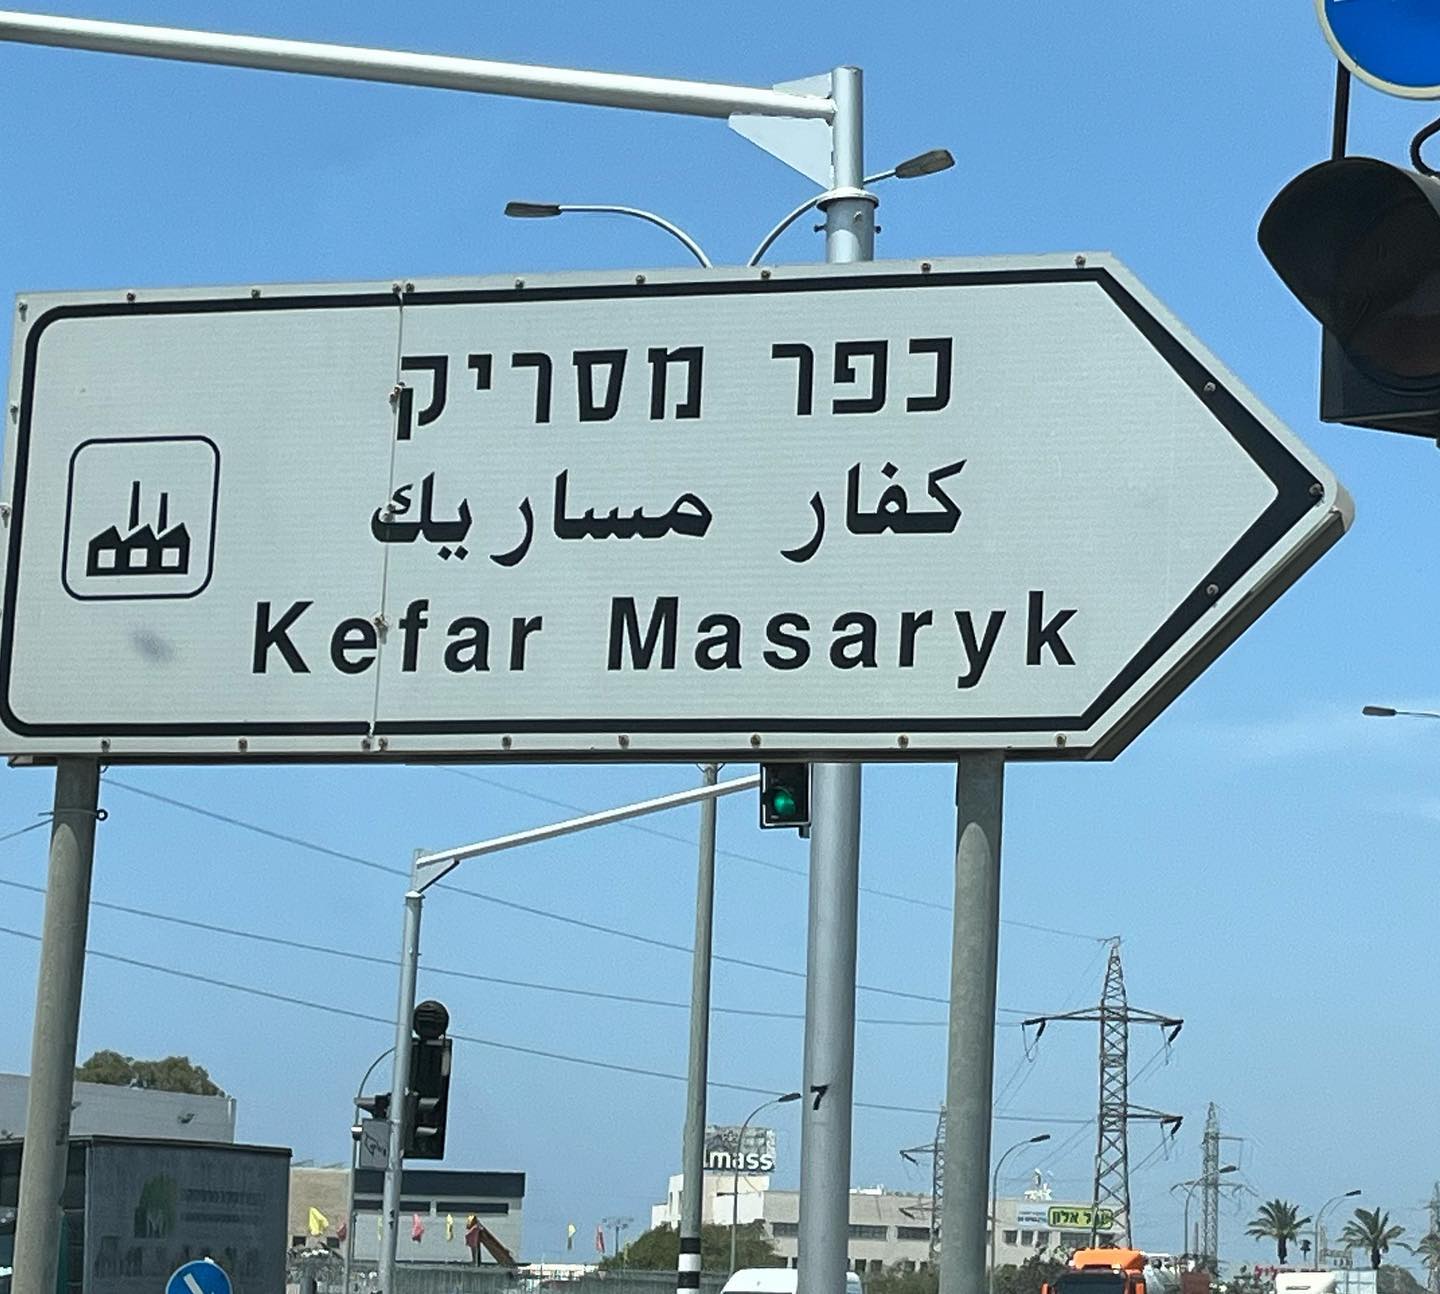 כפר מסריק
كفار مساريك
Kefar Masaryk
7
mass